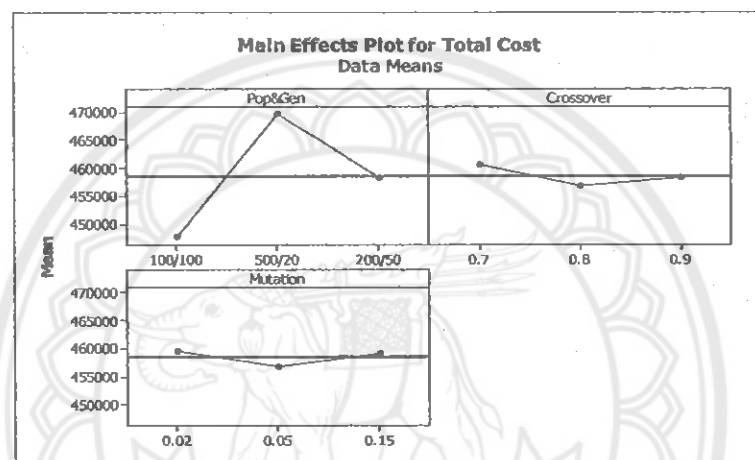 Main Effects Plot for Total Cost
Data Means
Pop&Gen Crossover
470000
465000
460000
455000
450000
100/100 500/20 200/50 0.7 0.8 0.9
Mean
Mutation
470000
465000
460000
455000
450000
0.02 0.05 0.15